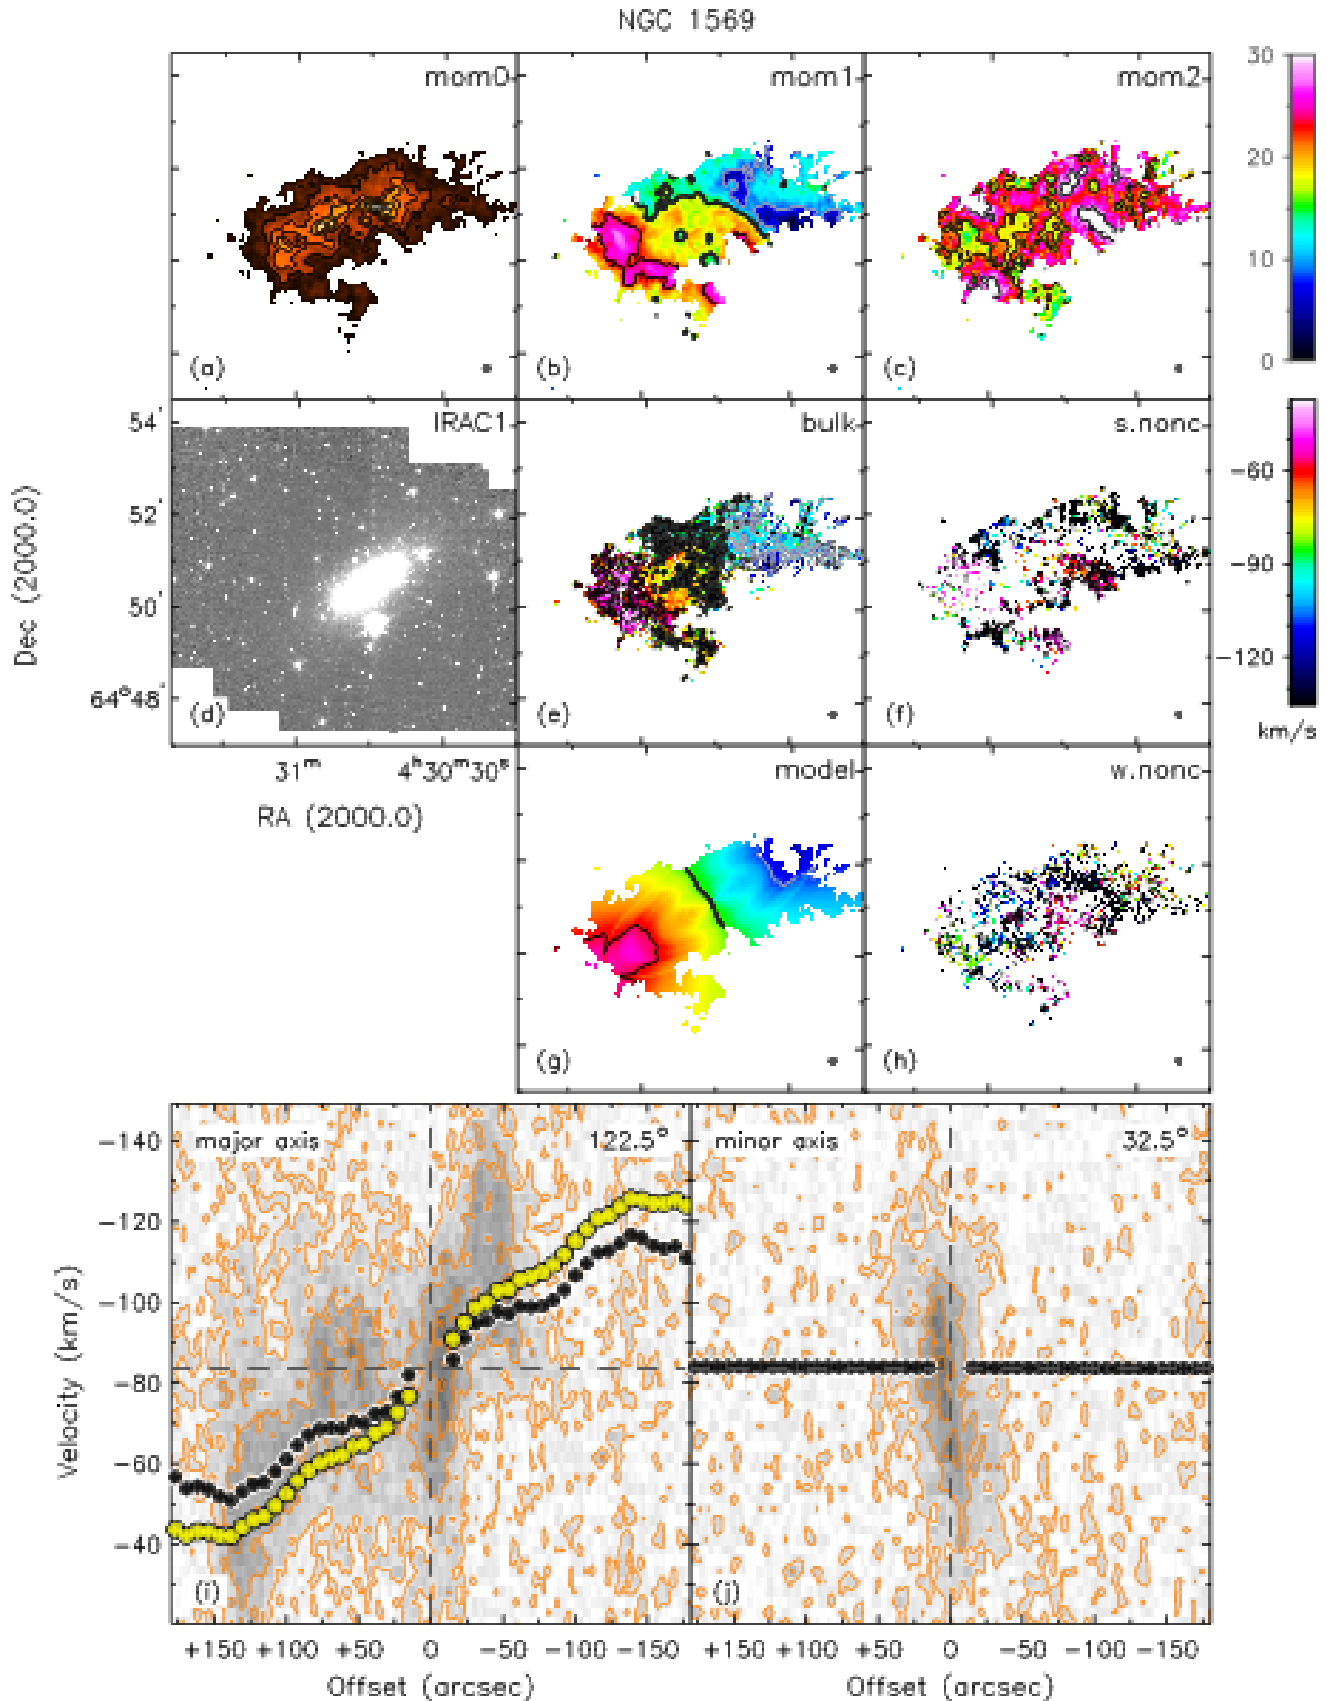 NGC 1569
mom0
mom1
mom2
30
20
10
0
(a)
(b)
(c)
54'
52'
50'
64°48'
Dec (2000.0)
IRAC1
bulk
s.nonc
(d)
(e)
(f)
−60
−90
−120
km/s
31ᵐ
4ʰ30ᵐ30ˢ
RA (2000.0)
model
w.nonc
(g)
(h)
major axis
122.5°
minor axis
32.5°
−140
−120
−100
−80
−60
−40
Velocity (km/s)
(i)
(j)
+150 +100 +50 0 −50 −100 −150
+150 +100 +50 0 −50 −100 −150
Offset (arcsec)
Offset (arcsec)